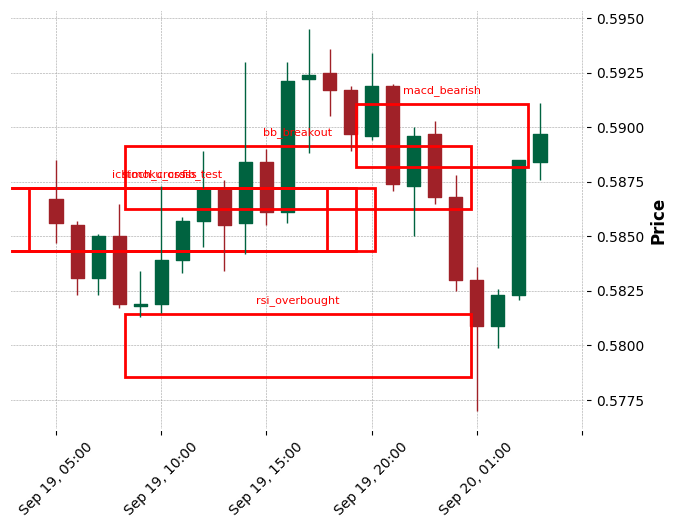 0.5950
0.5925
macd_bearish
0.5900
bb_breakout
0.5875
0.5850
Price
0.5825
rsi_overbought
0.5800
0.5775
Sep 19, 05:00
Sep 19, 10:00
Sep 19, 15:00
Sep 19, 20:00
Sep 20, 01:00